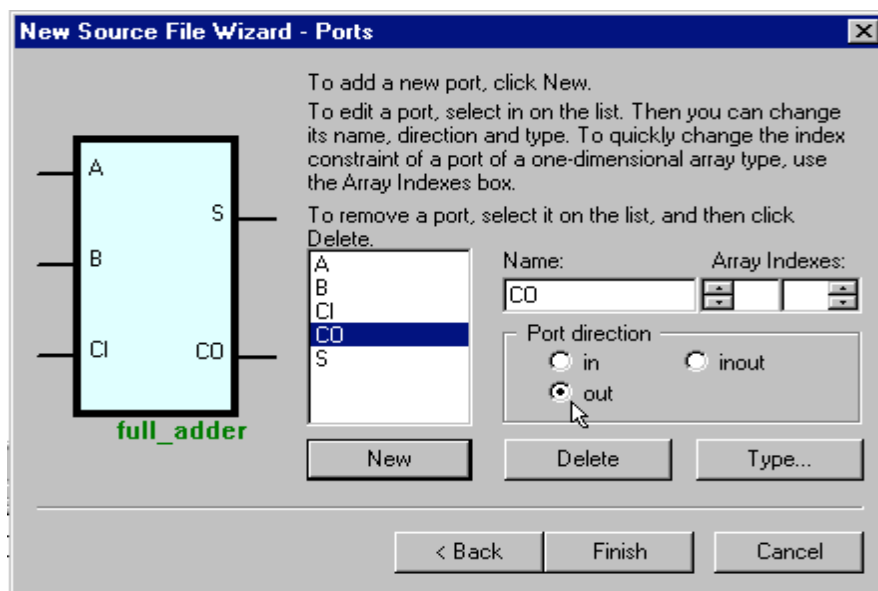 New Source File Wizard - Ports
To add a new port, click New.
To edit a port, select in on the list. Then you can change
its name, direction and type. To quickly change the index
constraint of a port of a one-dimensional array type, use
the Array Indexes box.
To remove a port, select it on the list, and then click
Delete.
A
S
B
CI
CO
full_adder
A
B
CI
CO
S
Name:
Array Indexes:
CO
Port direction
in
inout
out
New
Delete
Type...
< Back
Finish
Cancel